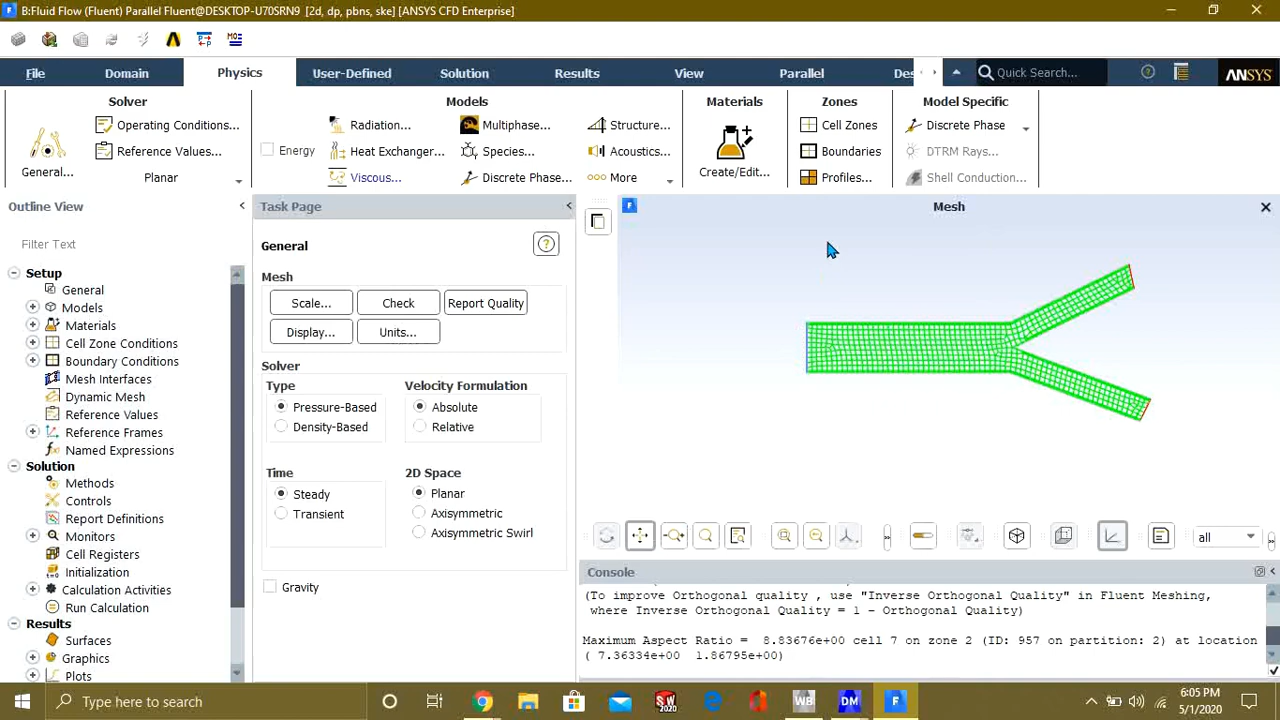 B:Fluid Flow (Fluent) Parallel Fluent@DESKTOP-U70SRN9 [2d, dp, pbns, ske] [ANSYS CFD Enterprise]
File Domain Physics User-Defined Solution Results View Parallel Quick Search... ANSYS
Solver
Operating Conditions...
Reference Values...
General...
Planar
Models
Radiation... Multiphase... Structure...
Energy Heat Exchanger... Species... Acoustics...
Viscous... Discrete Phase... More
Materials
Create/Edit...
Zones
Cell Zones
Boundaries
Profiles...
Model Specific
Discrete Phase
DTRM Rays...
Shell Conduction...
Outline View
Filter Text
Setup
General
Models
Materials
Cell Zone Conditions
Boundary Conditions
Mesh Interfaces
Dynamic Mesh
Reference Values
Reference Frames
Named Expressions
Solution
Methods
Controls
Report Definitions
Monitors
Cell Registers
Initialization
Calculation Activities
Run Calculation
Results
Surfaces
Graphics
Plots
Task Page
General
Mesh
Scale... Check Report Quality
Display... Units...
Solver
Type Velocity Formulation
Pressure-Based Absolute
Density-Based Relative
Time 2D Space
Steady Planar
Transient Axisymmetric
Axisymmetric Swirl
Gravity
Mesh
all
Console
(To improve Orthogonal quality , use "Inverse Orthogonal Quality" in Fluent Meshing,
where Inverse Orthogonal Quality = 1 - Orthogonal Quality)
Maximum Aspect Ratio = 8.83676e+00 cell 7 on zone 2 (ID: 957 on partition: 2) at location
( 7.36334e+00 1.86795e+00)
Type here to search
6:05 PM
5/1/2020